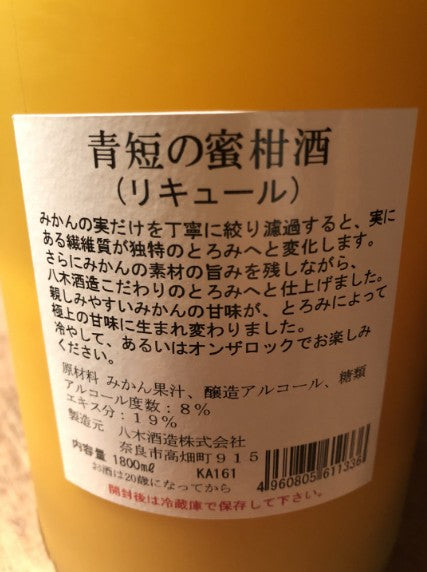 青短の蜜柑酒
（リキュール）
みかんの実だけを丁寧に絞り濾過すると、実に
ある繊維質が独特のとろみへと変化します。
さらにみかんの素材の旨みを残しながら、
八木酒造こだわりのとろみへと仕上げました。
親しみやすいみかんの甘味が、とろみによって
極上の甘味に生まれ変わりました。
冷やして、あるいはオンザロックでお楽しみ
ください。
原材料 みかん果汁、醸造アルコール、糖類
アルコール度数：８％
エキス分：１９％
製造元 八木酒造株式会社
奈良市高畑町９１５
内容量 1800㎖ KA161
お酒は20歳になってから
4960805611336
開封後は冷蔵庫で保存して下さい。